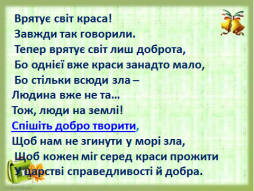 Врятує світ краса!
Завжди так говорили.
Тепер врятує світ лиш доброта,
Бо однієї вже краси занадто мало,
Бо стільки всюди зла –
Людина вже не та…
Тож, люди на землі!
Спішіть добро творити,
Щоб нам не згинути у морі зла,
Щоб кожен міг серед краси прожити
У царстві справедливості й добра.